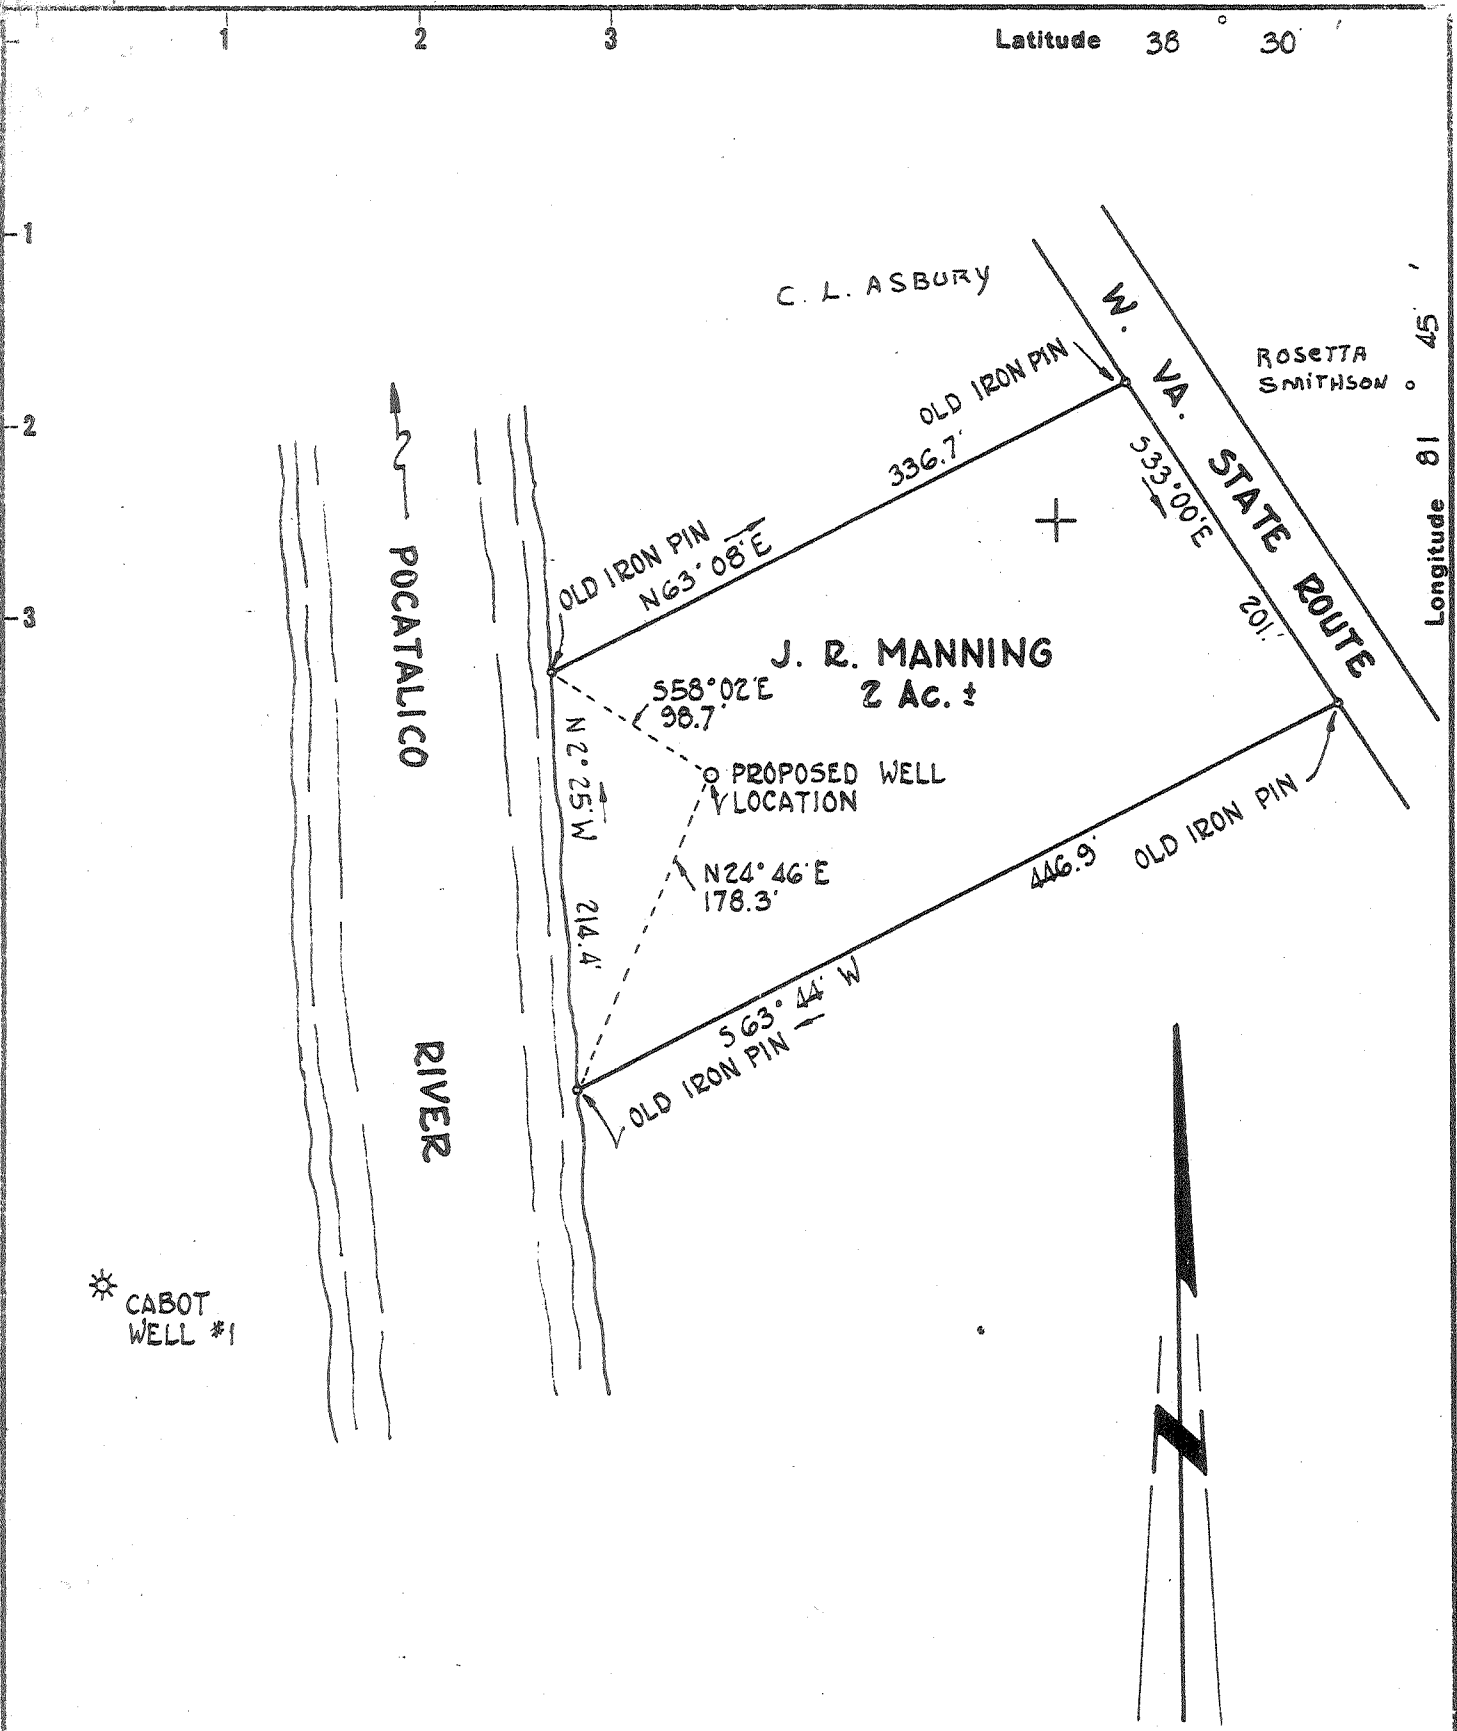 1 2 3
Latitude 38° 30'
1
2
3
Longitude 81° 45'
C. L. ASBURY
W. VA. STATE ROUTE
ROSETTA
SMITHSON
OLD IRON PIN
336.7'
S33°00'E
201.'
OLD IRON PIN
N63°08'E
POCATALICO
RIVER
J. R. MANNING
2 Ac. ±
S58°02'E
98.7'
N2°25'W 214.4'
PROPOSED WELL
LOCATION
N24°46'E
178.3'
446.9'
OLD IRON PIN
S63°44'W
OLD IRON PIN
CABOT
WELL #1
N